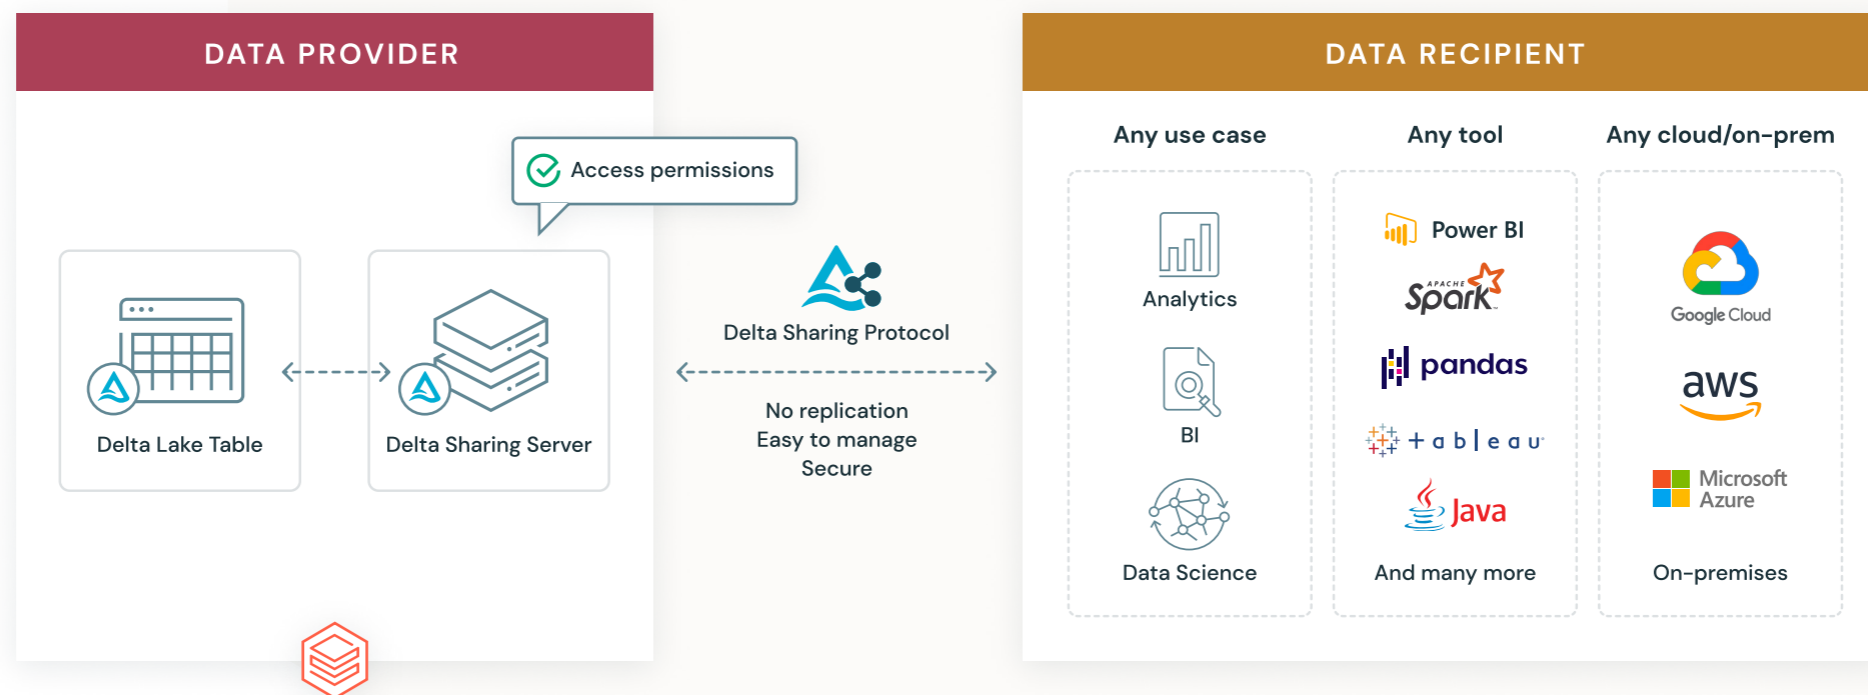 DATA PROVIDER
Access permissions
Delta Lake Table
Delta Sharing Server
Delta Sharing Protocol
No replication
Easy to manage
Secure
DATA RECIPIENT
Any use case
Analytics
BI
Data Science
Any tool
Power BI
APACHE
Spark
pandas
+ableau
Java
And many more
Any cloud/on-prem
Google Cloud
aws
Microsoft
Azure
On-premises